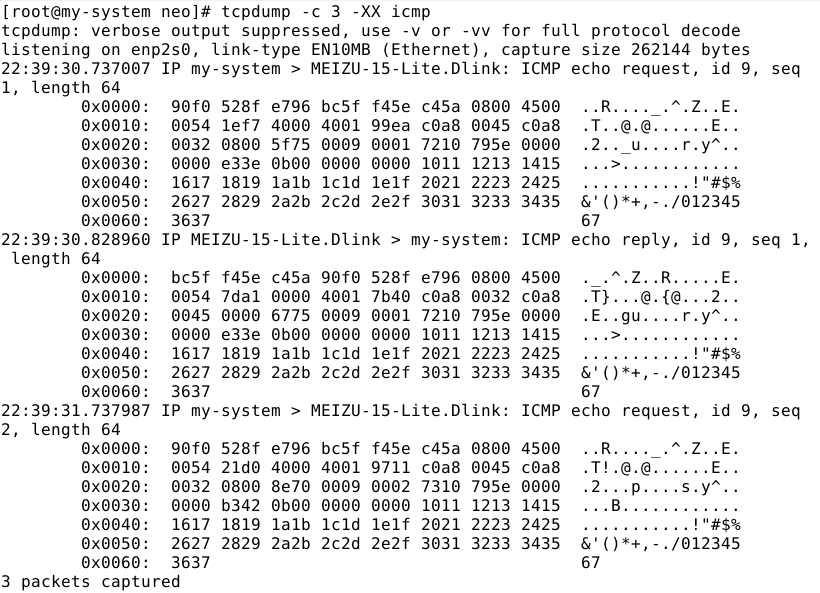 [root@my-system neo]# tcpdump -c 3 -XX icmp
tcpdump: verbose output suppressed, use -v or -vv for full protocol decode
listening on enp2s0, link-type EN10MB (Ethernet), capture size 262144 bytes
22:39:30.737007 IP my-system > MEIZU-15-Lite.Dlink: ICMP echo request, id 9, seq
1, length 64
0x0000:  90f0 528f e796 bc5f f45e c45a 0800 4500  ..R...._.^.Z..E.
0x0010:  0054 1ef7 4000 4001 99ea c0a8 0045 c0a8  .T..@.@......E..
0x0020:  0032 0800 5f75 0009 0001 7210 795e 0000  .2.._u....r.y^..
0x0030:  0000 e33e 0b00 0000 0000 1011 1213 1415  ...>............
0x0040:  1617 1819 1a1b 1c1d 1e1f 2021 2223 2425  ...........!"#$%
0x0050:  2627 2829 2a2b 2c2d 2e2f 3031 3233 3435  &'()*+,-./012345
0x0060:  3637                                     67
22:39:30.828960 IP MEIZU-15-Lite.Dlink > my-system: ICMP echo reply, id 9, seq 1,
length 64
0x0000:  bc5f f45e c45a 90f0 528f e796 0800 4500  ._.^.Z..R.....E.
0x0010:  0054 7da1 0000 4001 7b40 c0a8 0032 c0a8  .T}...@.{@...2..
0x0020:  0045 0000 6775 0009 0001 7210 795e 0000  .E..gu....r.y^..
0x0030:  0000 e33e 0b00 0000 0000 1011 1213 1415  ...>............
0x0040:  1617 1819 1a1b 1c1d 1e1f 2021 2223 2425  ...........!"#$%
0x0050:  2627 2829 2a2b 2c2d 2e2f 3031 3233 3435  &'()*+,-./012345
0x0060:  3637                                     67
22:39:31.737987 IP my-system > MEIZU-15-Lite.Dlink: ICMP echo request, id 9, seq
2, length 64
0x0000:  90f0 528f e796 bc5f f45e c45a 0800 4500  ..R...._.^.Z..E.
0x0010:  0054 21d0 4000 4001 9711 c0a8 0045 c0a8  .T!.@.@......E..
0x0020:  0032 0800 8e70 0009 0002 7310 795e 0000  .2...p....s.y^..
0x0030:  0000 b342 0b00 0000 0000 1011 1213 1415  ...B............
0x0040:  1617 1819 1a1b 1c1d 1e1f 2021 2223 2425  ...........!"#$%
0x0050:  2627 2829 2a2b 2c2d 2e2f 3031 3233 3435  &'()*+,-./012345
0x0060:  3637                                     67
3 packets captured